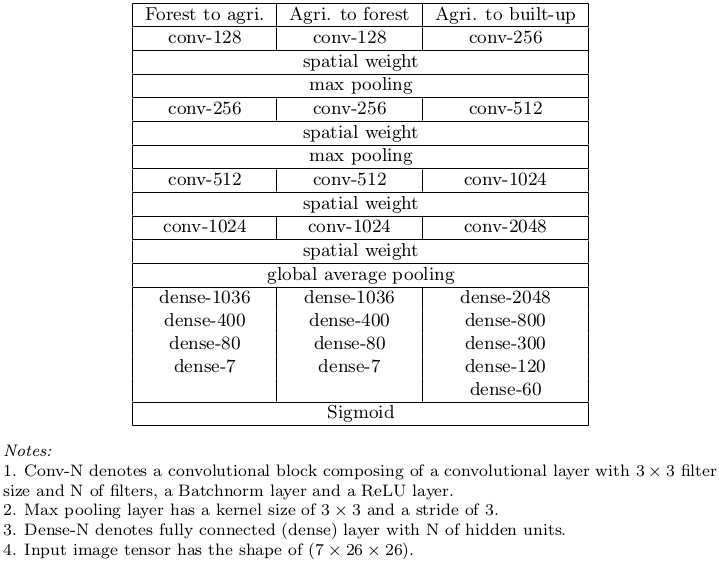 Forest to agri. Agri. to forest Agri. to built-up
conv-128 conv-128 conv-256
spatial weight
max pooling
conv-256 conv-256 conv-512
spatial weight
max pooling
conv-512 conv-512 conv-1024
spatial weight
conv-1024 conv-1024 conv-2048
spatial weight
global average pooling
dense-1036 dense-1036 dense-2048
dense-400 dense-400 dense-800
dense-80 dense-80 dense-300
dense-7 dense-7 dense-120
dense-60
Sigmoid
Notes:
1. Conv-N denotes a convolutional block composing of a convolutional layer with 3 × 3 filter
size and N of filters, a Batchnorm layer and a ReLU layer.
2. Max pooling layer has a kernel size of 3 × 3 and a stride of 3.
3. Dense-N denotes fully connected (dense) layer with N of hidden units.
4. Input image tensor has the shape of (7 × 26 × 26).